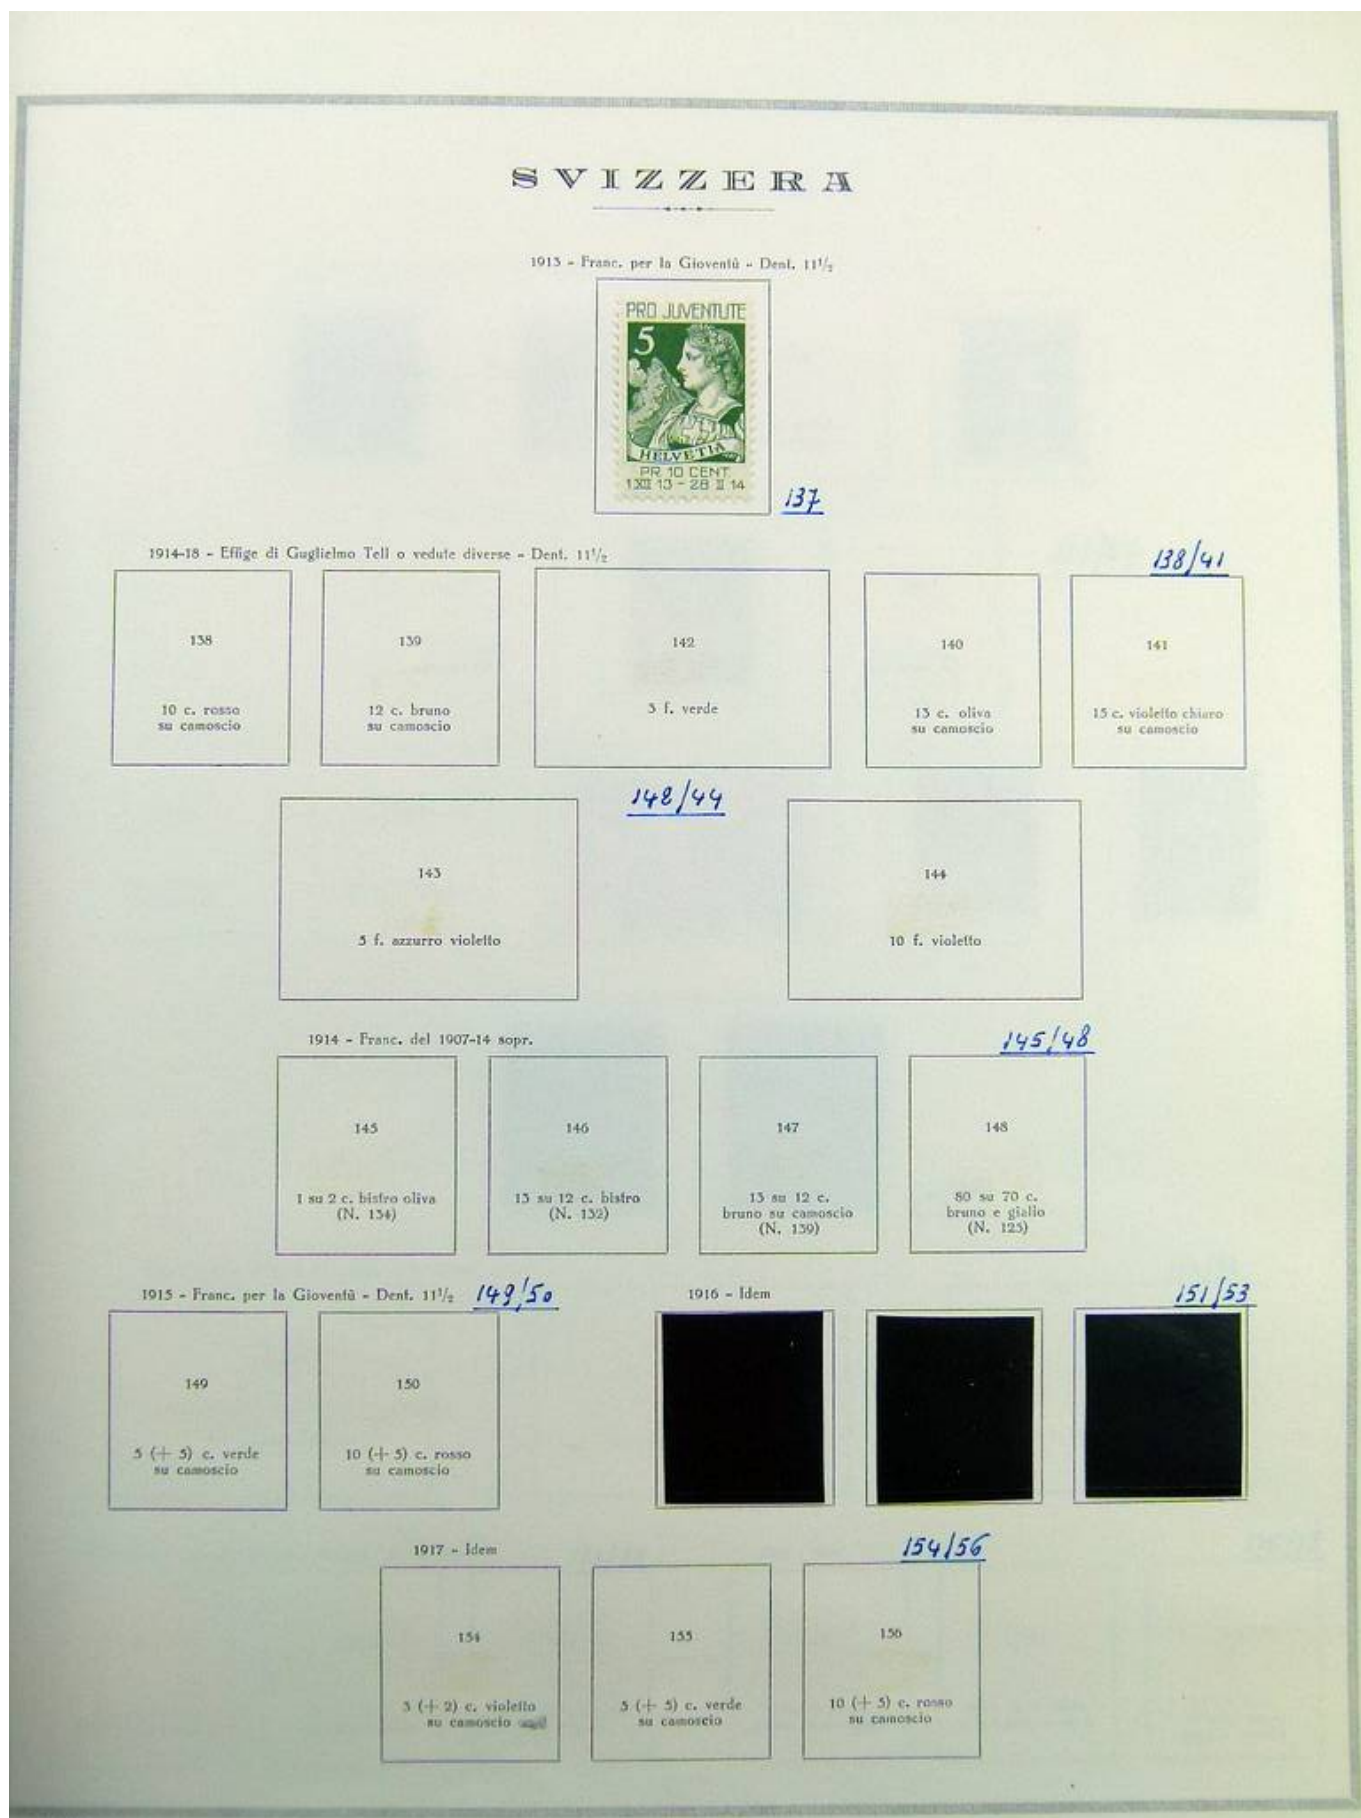 SVIZZERA
1913 - Franc. per la Gioventû - Dent. 11½
PRO JUVENTUTE
5
HELVETIA
PR. 10 CENT.
1 XII 13 - 28 II 14
137
1914-18 - Effige di Guglielmo Tell o vedute diverse - Dent. 11½
138/41
138
10 c. rosso
su camoscio
139
12 c. bruno
su camoscio
142
3 f. verde
140
13 c. oliva
su camoscio
141
15 c. violetto chiaro
su camoscio
142/44
143
5 f. azzurro violetto
144
10 f. violetto
1914 - Franc. del 1907-14 sopr.
145/48
145
1 su 2 c. bistro oliva
(N. 134)
146
13 su 12 c. bistro
(N. 132)
147
13 su 12 c.
bruno su camoscio
(N. 139)
148
80 su 70 c.
bruno e giallo
(N. 125)
1915 - Franc. per la Gioventû - Dent. 11½
149/50
1916 - Idem
151/53
149
5 (+ 5) c. verde
su camoscio
150
10 (+ 5) c. rosso
su camoscio
1917 - Idem
154/56
154
3 (+ 2) c. violetto
su camoscio
155
5 (+ 5) c. verde
su camoscio
156
10 (+ 5) c. rosso
su camoscio